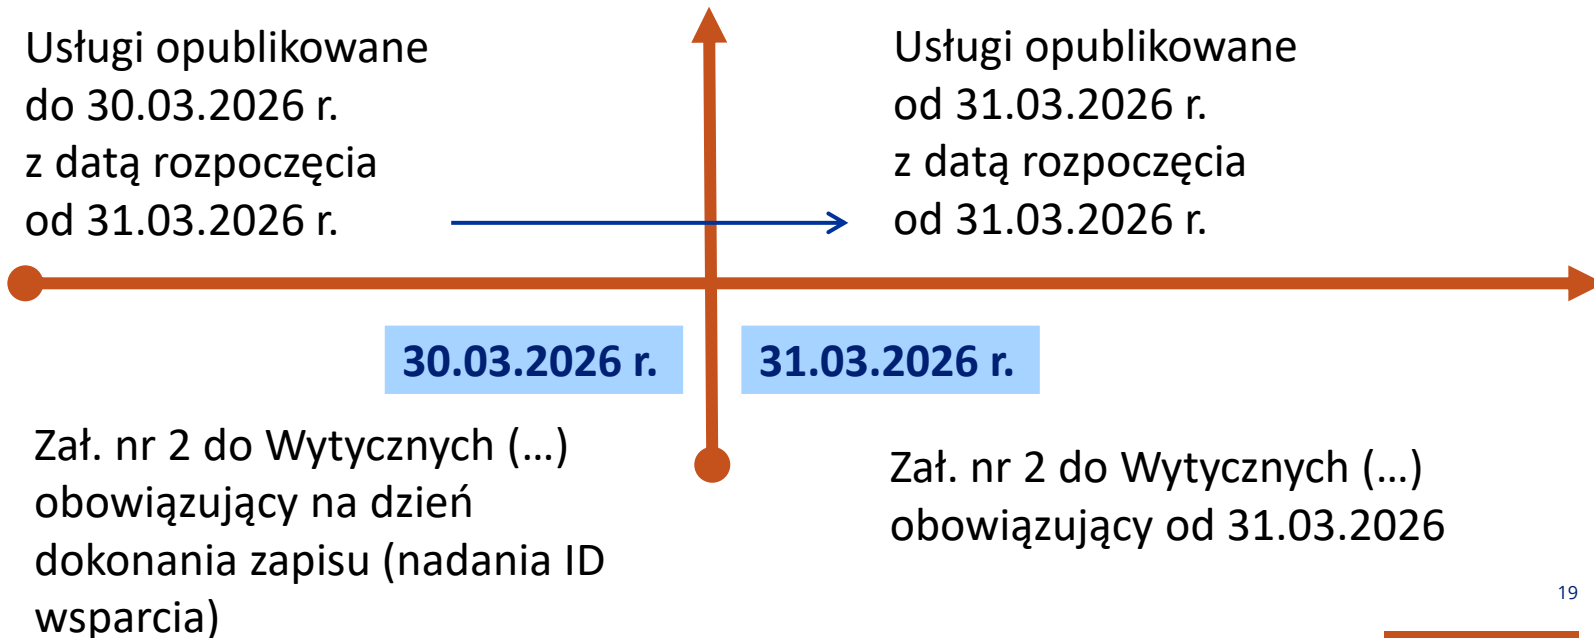 Usługi opublikowane
do 30.03.2026 r.
z datą rozpoczęcia
od 31.03.2026 r.
Usługi opublikowane
od 31.03.2026 r.
z datą rozpoczęcia
od 31.03.2026 r.
30.03.2026 r.
31.03.2026 r.
Zał. nr 2 do Wytycznych (...)
obowiązujący na dzień
dokonania zapisu (nadania ID
wsparcia)
Zał. nr 2 do Wytycznych (...)
obowiązujący od 31.03.2026
19